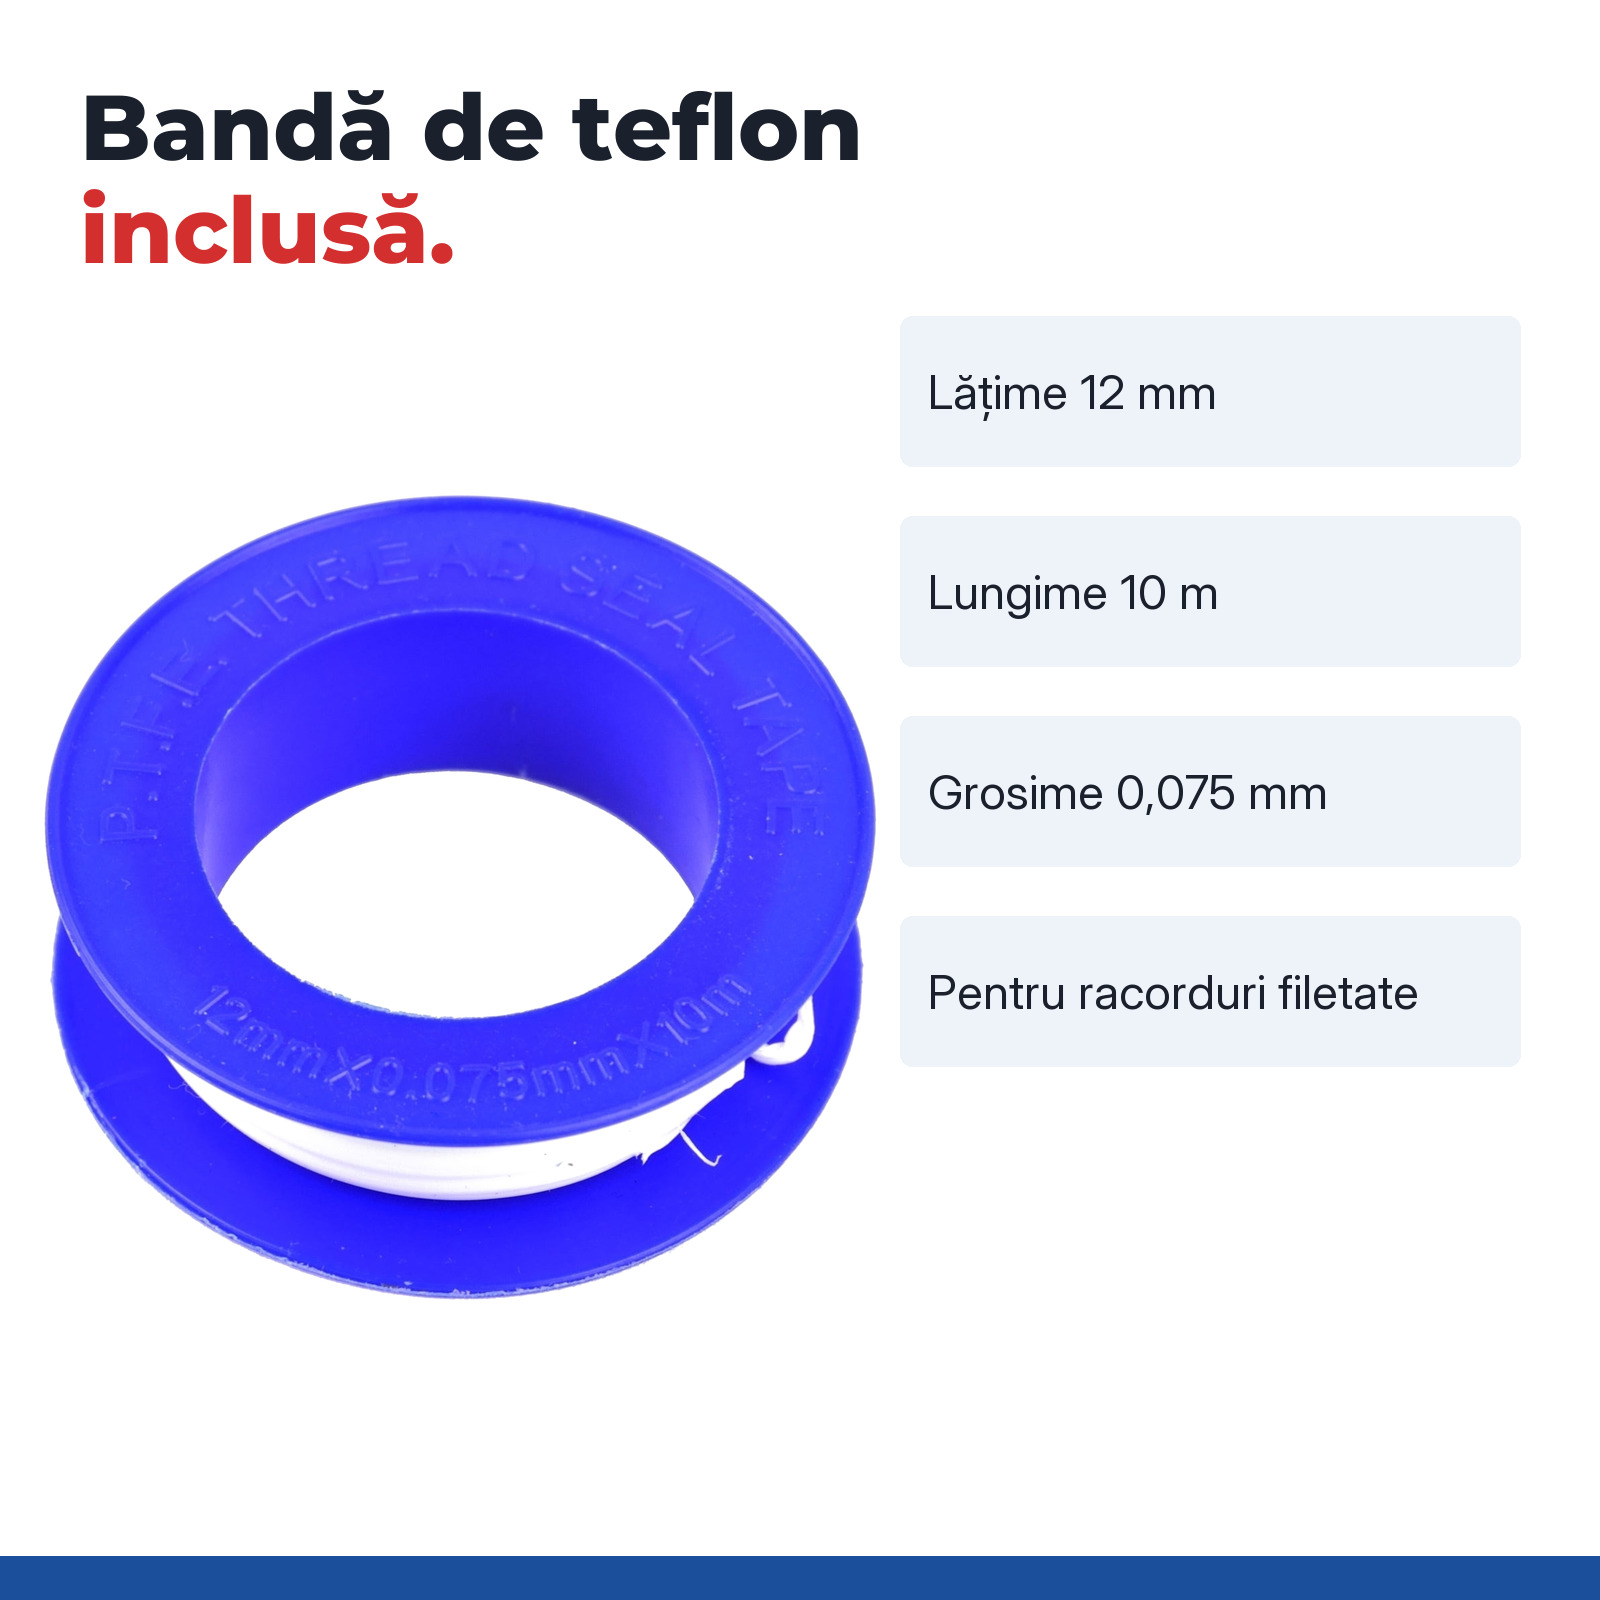 Bandă de teflon
inclusă.
Lățime 12 mm
Lungime 10 m
Grosime 0,075 mm
Pentru racorduri filetate
P.T.F.E. THREAD SEAL TAPE
12mmX0.075mmX10m